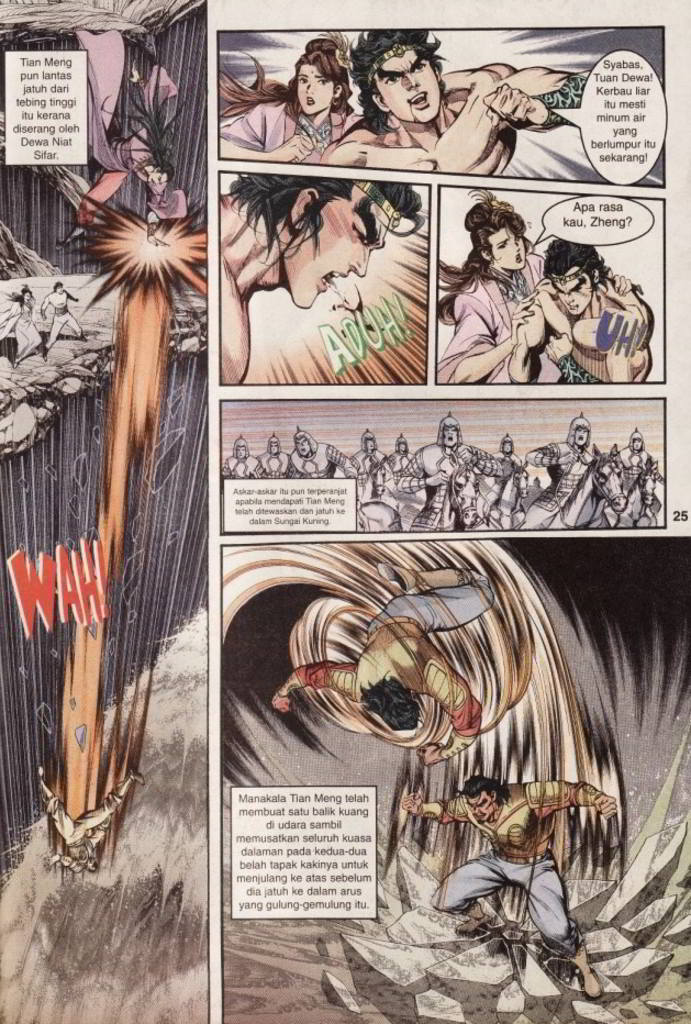 Tian Meng
pun lantas
jatuh dari
tebing tinggi
itu kerana
diserang oleh
Dewa Niat
Sifar.
Syabas,
Tuan Dewa!
Kerbau liar
itu mesti
minum air
yang
berlumpur itu
sekarang!
ADUH!
Apa rasa
kau, Zheng?
UH!
Askar-askar itu pun terperanjat
apabila mendapati Tian Meng
telah ditewaskan dan jatuh ke
dalam Sungai Kuning.
25
WAH!
Manakala Tian Meng telah
membuat satu balik kuang
di udara sambil
memusatkan seluruh kuasa
dalaman pada kedua-dua
belah tapak kakinya untuk
menjulang ke atas sebelum
dia jatuh ke dalam arus
yang gulung-gemulung itu.